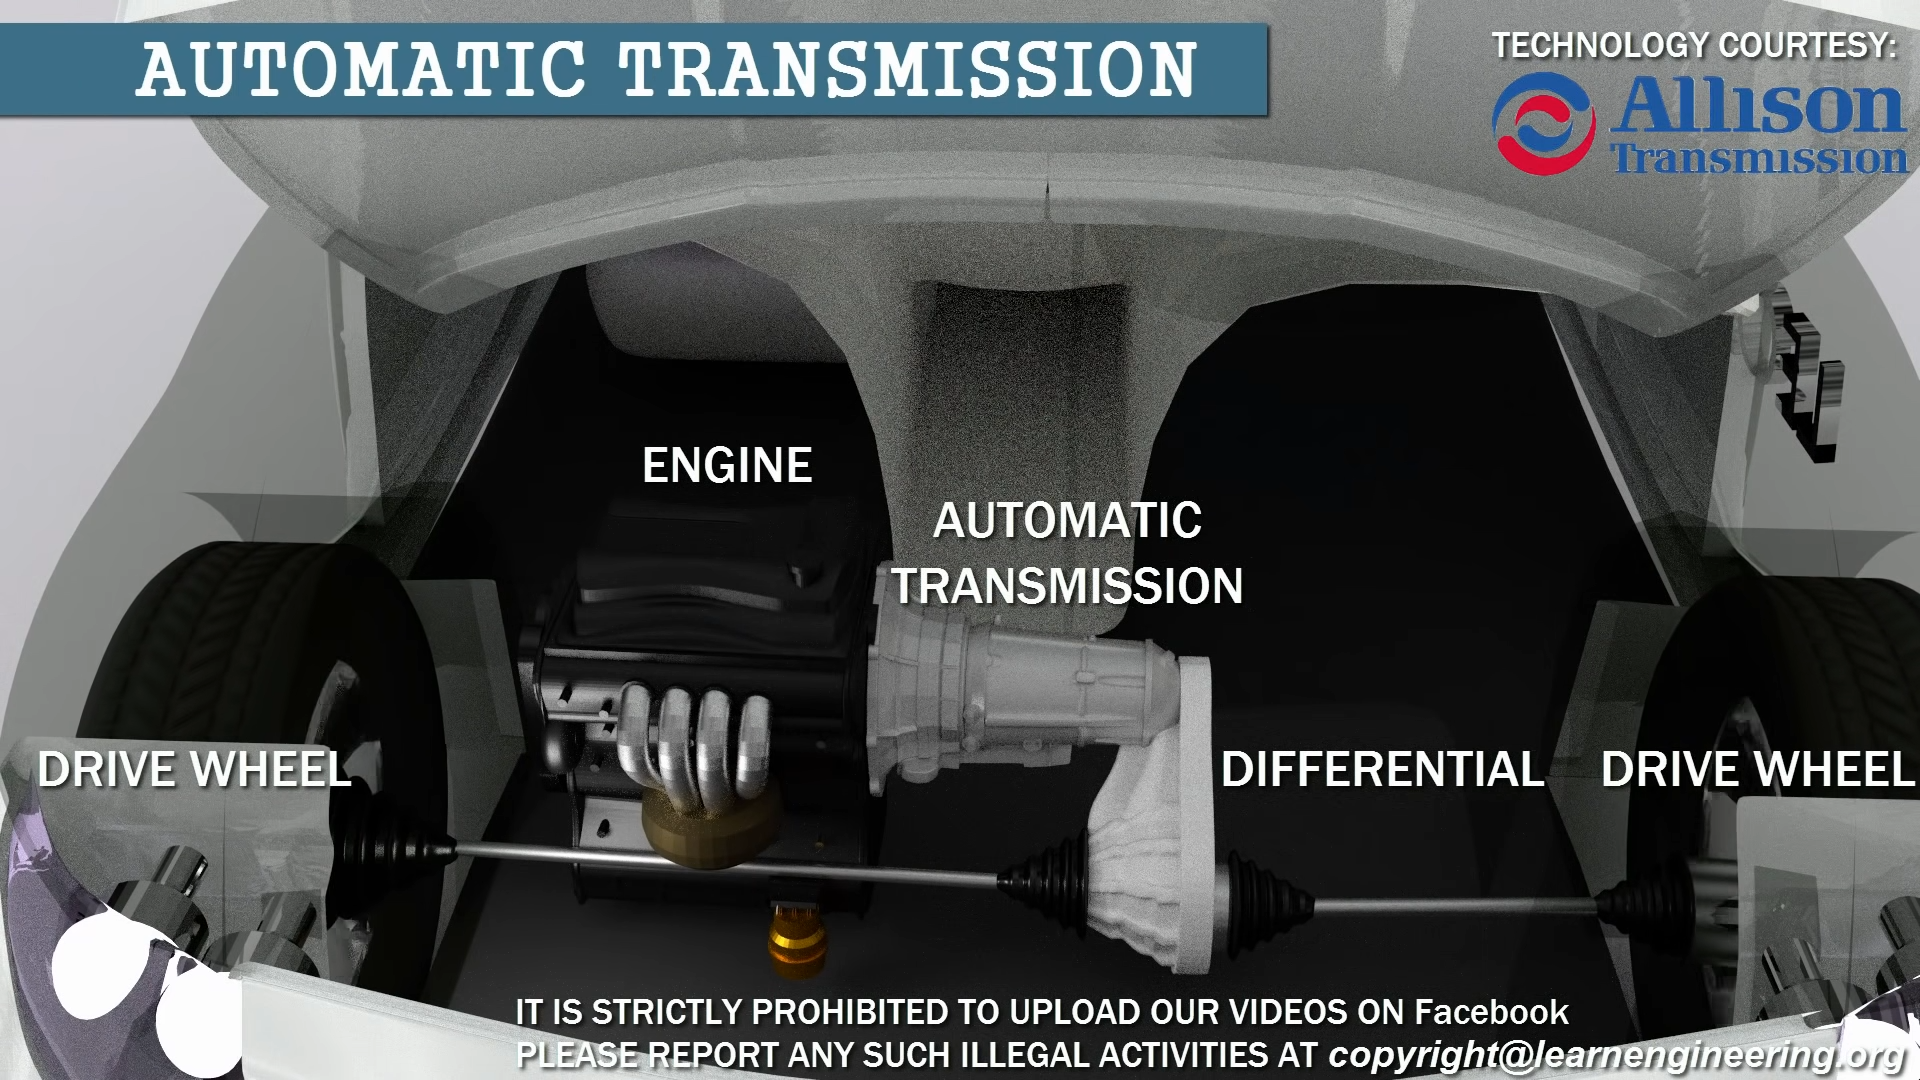 AUTOMATIC TRANSMISSION
TECHNOLOGY COURTESY:
Allison
Transmission
ENGINE
AUTOMATIC
TRANSMISSION
DRIVE WHEEL
DIFFERENTIAL
DRIVE WHEEL
IT IS STRICTLY PROHIBITED TO UPLOAD OUR VIDEOS ON Facebook
PLEASE REPORT ANY SUCH ILLEGAL ACTIVITIES AT copyright@learnengineering.org